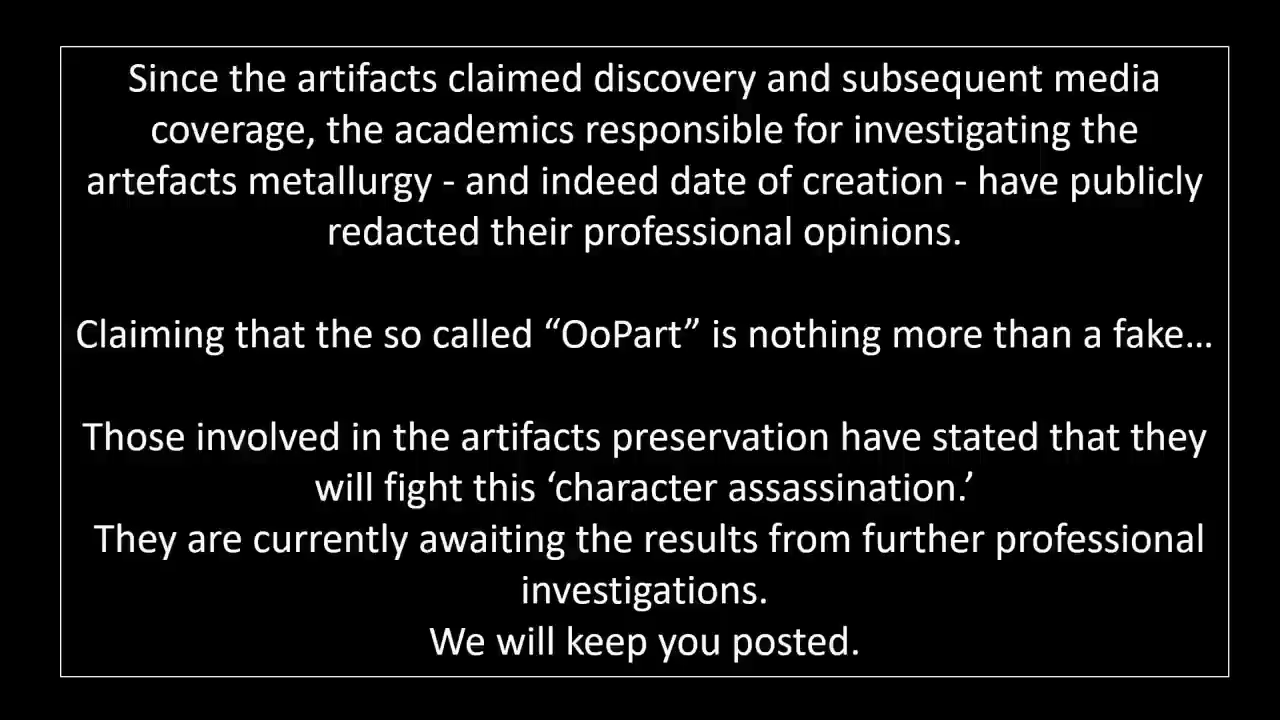 Since the artifacts claimed discovery and subsequent media
coverage, the academics responsible for investigating the
artefacts metallurgy - and indeed date of creation - have publicly
redacted their professional opinions.
Claiming that the so called “OoPart” is nothing more than a fake…
Those involved in the artifacts preservation have stated that they
will fight this ‘character assassination.’
They are currently awaiting the results from further professional
investigations.
We will keep you posted.